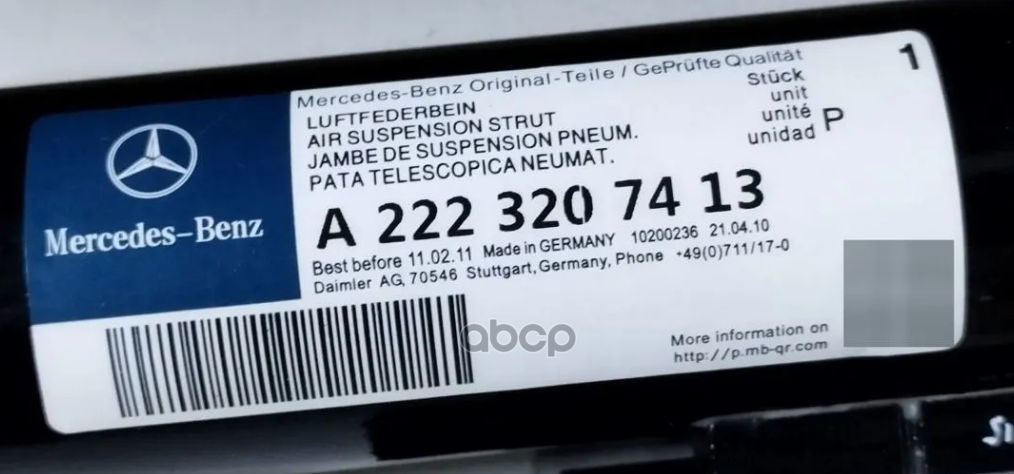 Mercedes-Benz Original-Teile / GePrüfte Qualität
1
LUFTFEDERBEIN
AIR SUSPENSION STRUT
JAMBE DE SUSPENSION PNEUM.
PATA TELESCOPICA NEUMAT.
Stück
unit
unité
unidad
P
Mercedes-Benz
A 222 320 74 13
Best before 11.02.11 Made in GERMANY 10200236 21.04.10
Daimler AG, 70546 Stuttgart, Germany, Phone +49(0)711/17-0
abcp
More information on
http://p.mb-qr.com